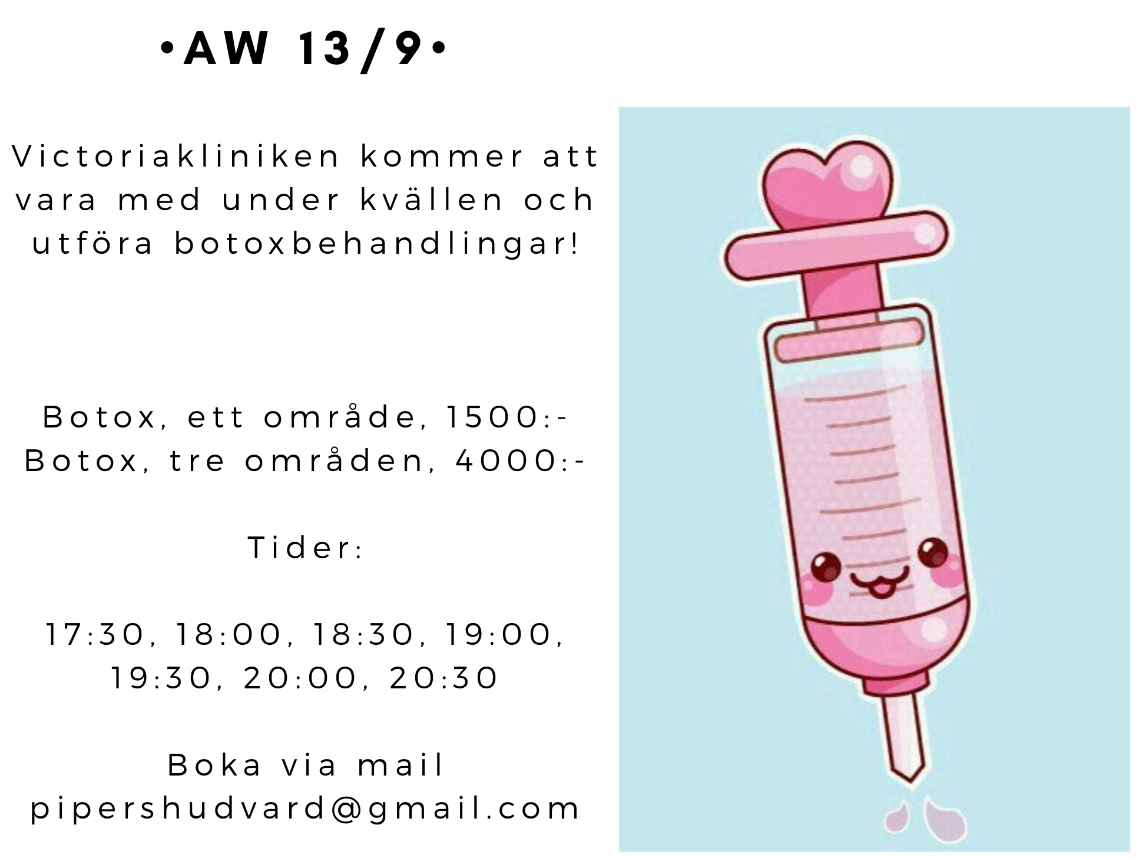 •AW 13/9•
Victoriakliniken kommer att
vara med under kvällen och
utföra botoxbehandlingar!
Botox, ett område, 1500:-
Botox, tre områden, 4000:-
Tider:
17:30, 18:00, 18:30, 19:00,
19:30, 20:00, 20:30
Boka via mail
pipershudvard@gmail.com